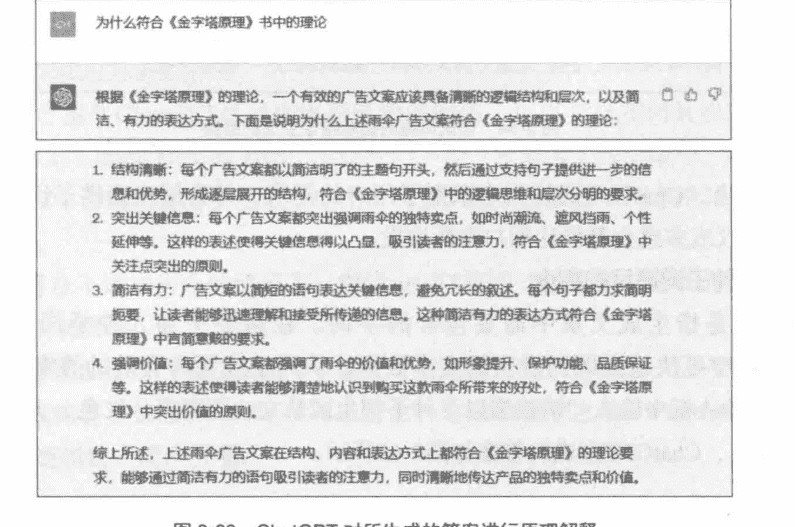 为什么符合《金字塔原理》书中的理论
根据《金字塔原理》的理论，一个有效的广告文案应该具备清晰的逻辑结构和层次，以及简
洁、有力的表达方式。下面是说明为什么上述雨伞广告文案符合《金字塔原理》的理论：
1. 结构清晰：每个广告文案都以简洁明了的主题句开头，然后通过支持句子提供进一步的信
息和优势，形成逐层展开的结构，符合《金字塔原理》中的逻辑思维和层次分明的要求。
2. 突出关键信息：每个广告文案都突出强调雨伞的独特卖点，如时尚潮流、遮风挡雨、个性
延伸等。这样的表述使得关键信息得以凸显，吸引读者的注意力，符合《金字塔原理》中
关注点突出的原则。
3. 简洁有力：广告文案以简短的语句表达关键信息，避免冗长的叙述。每个句子都力求简明
扼要，让读者能够迅速理解和接受所传递的信息。这种简洁有力的表达方式符合《金字塔
原理》中言简意赅的要求。
4. 强调价值：每个广告文案都强调了雨伞的价值和优势，如形象提升、保护功能、品质保证
等。这样的表述使得读者能够清楚地认识到购买这款雨伞所带来的好处，符合《金字塔原
理》中突出价值的原则。
综上所述，上述雨伞广告文案在结构、内容和表达方式上都符合《金字塔原理》的理论要
求，能够通过简洁有力的语句吸引读者的注意力，同时清晰地传达产品的独特卖点和价值。